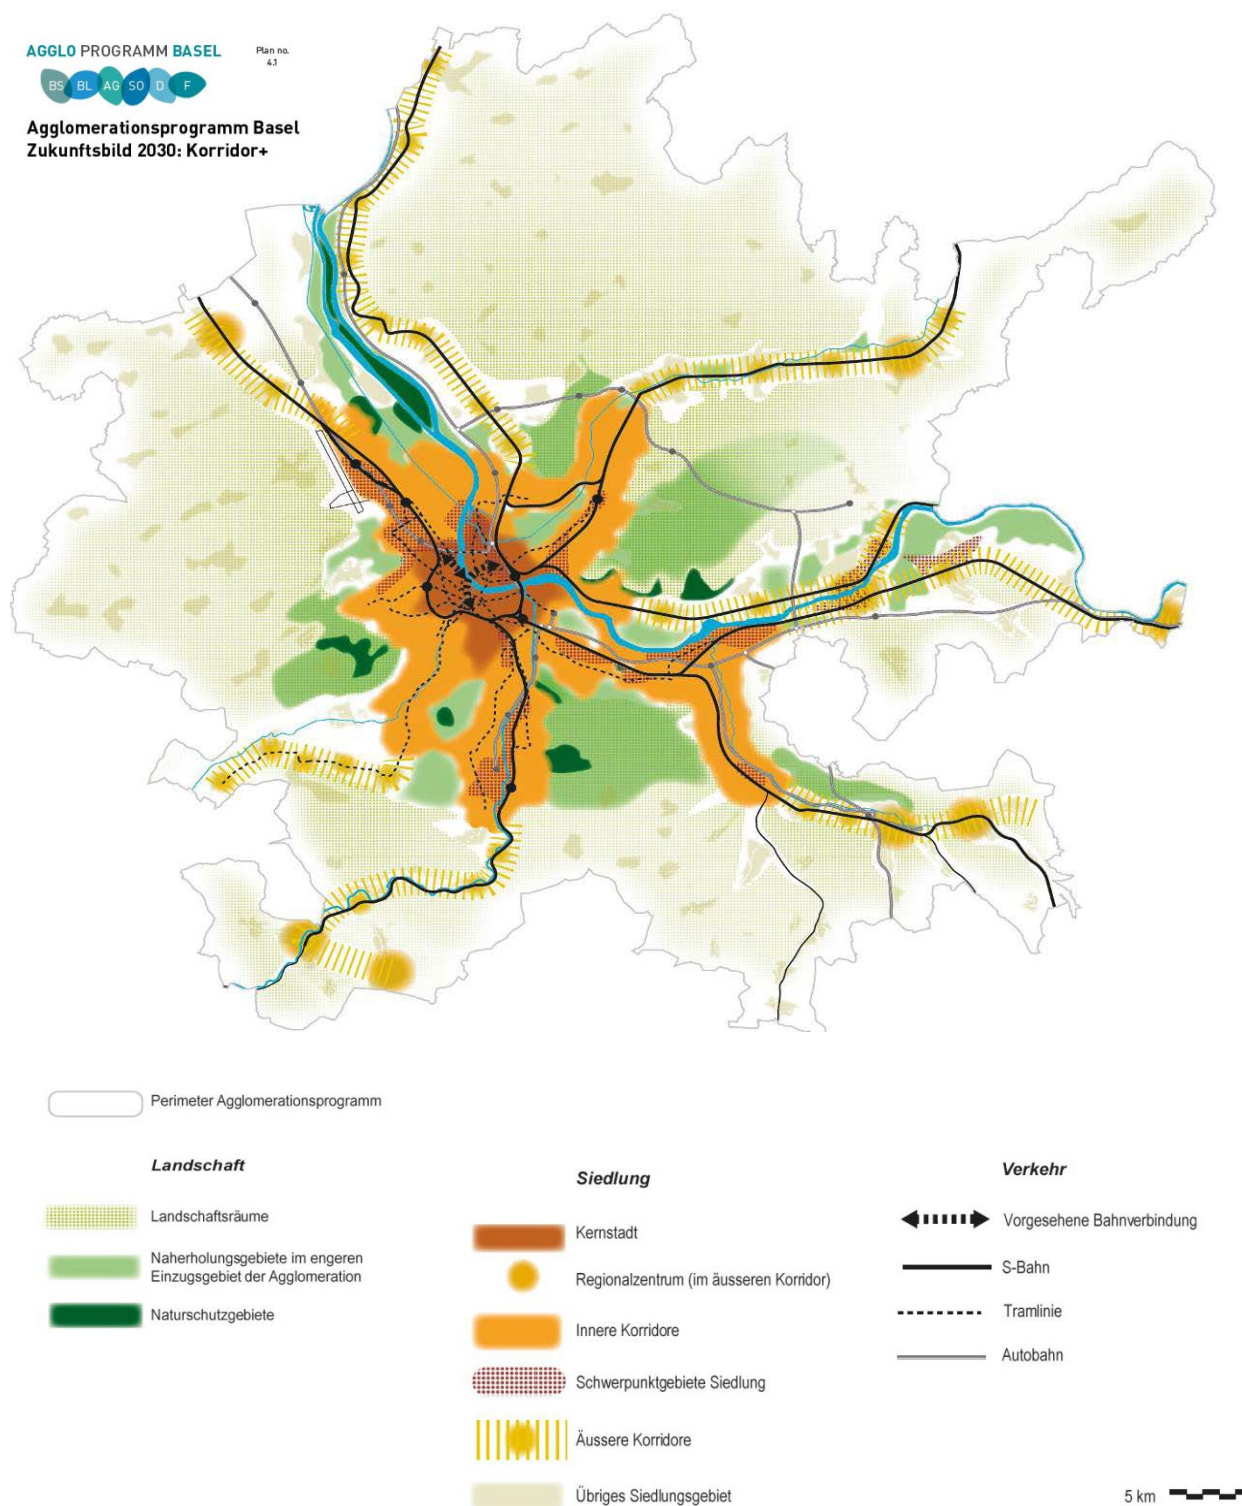 AGGLO PROGRAMM BASEL
Plan no.
4.1
BS BL AG SO D F
Agglomerationsprogramm Basel
Zukunftsbild 2030: Korridor+
Perimeter Agglomerationsprogramm
Landschaft
Landschaftsräume
Naherholungsgebiete im engeren
Einzugsgebiet der Agglomeration
Naturschutzgebiete
Siedlung
Kernstadt
Regionalzentrum (im äusseren Korridor)
Innere Korridore
Schwerpunktgebiete Siedlung
Äussere Korridore
Übriges Siedlungsgebiet
Verkehr
Vorgesehene Bahnverbindung
S-Bahn
Tramlinie
Autobahn
5 km